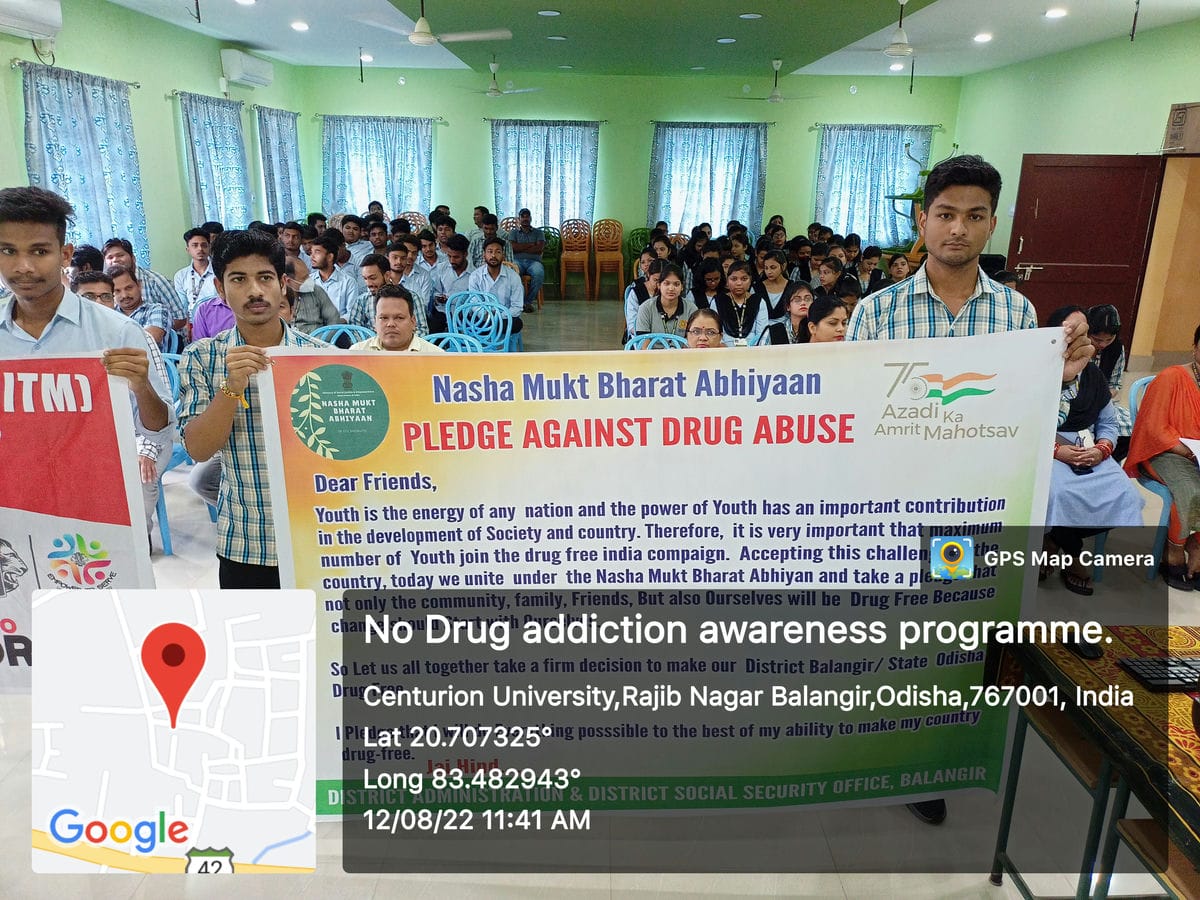 ITM)
NASHA MUKT
BHARAT
ABHIYAAN
Nasha Mukt Bharat Abhiyaan
PLEDGE AGAINST DRUG ABUSE
75
Azadi Ka
Amrit Mahotsav
Dear Friends,
Youth is the energy of any nation and the power of Youth has an important contribution
in the development of Society and country. Therefore, it is very important that maximum
number of Youth join the drug free india compaign. Accepting this the
country, today we unite under the Nasha Mukt Bharat Abhiyan and take a
not only the community, family, Friends, But also Ourselves will be Drug Free Because
So Let us all together take a firm decision to make our District Balangir/ State Odisha
Drug Free
I posssible to the best of my ability to make my country
drug-free.
Jai Hind
DISTRICT ADMINISTRATION & DISTRICT SOCIAL SECURITY OFFICE, BALANGIR
GPS Map Camera
No Drug addiction awareness programme.
Centurion University,Rajib Nagar Balangir,Odisha,767001, India
Lat 20.707325°
Long 83.482943°
12/08/22 11:41 AM
Google
42